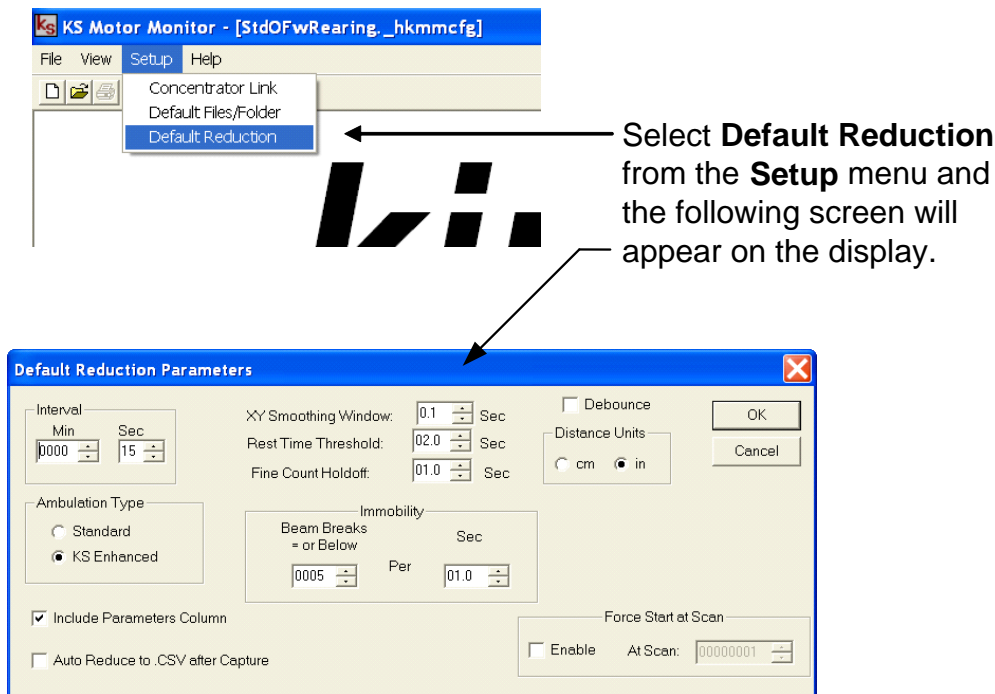 KS Motor Monitor - [StdOFwRearing._hkmmcfg]
File View Setup Help
Concentrator Link
Default Files/Folder
Default Reduction
Select Default Reduction
from the Setup menu and
the following screen will
appear on the display.
Default Reduction Parameters
Interval
Min Sec
0000 15
XY Smoothing Window: 0.1 Sec
Rest Time Threshold: 02.0 Sec
Fine Count Holdoff: 01.0 Sec
Debounce
Distance Units
cm in
OK
Cancel
Ambulation Type
Standard
KS Enhanced
Immobility
Beam Breaks
= or Below
Sec
0005 Per 01.0
Include Parameters Column
Auto Reduce to .CSV after Capture
Force Start at Scan
Enable At Scan: 00000001